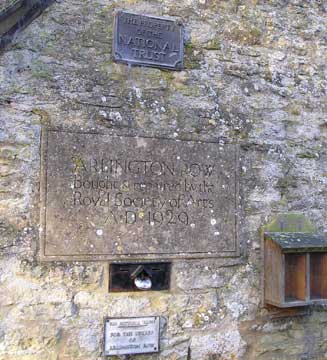 THE PROPERTY
OF THE
NATIONAL
TRUST
ARLINGTON ROW
Bought & repaired by the
Royal Society of Arts
A·D·1929
FOR THE UPKEEP OF
ARLINGTON ROW